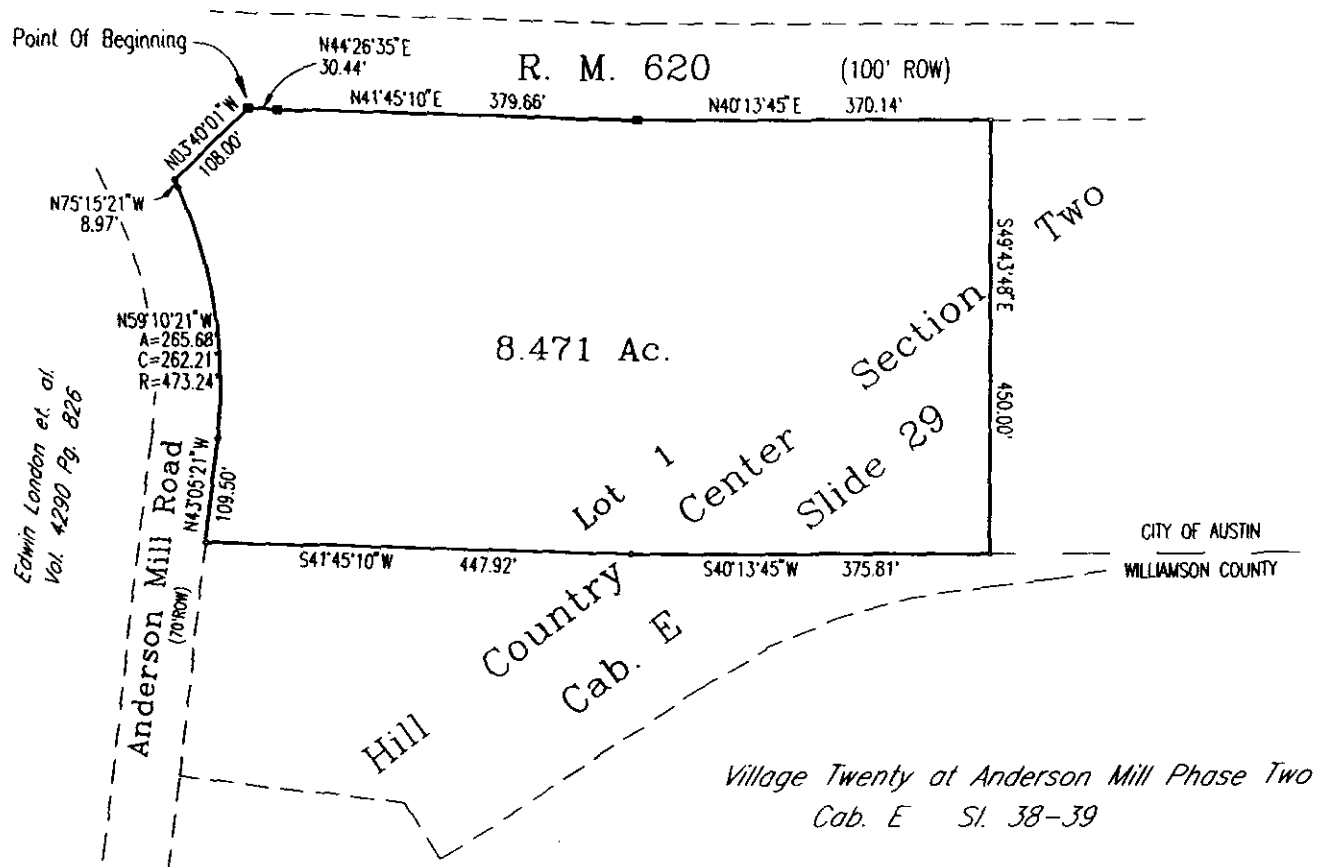 Point Of Beginning
N44°26'35"E
30.44'
R. M. 620 (100' ROW)
N41°45'10"E 379.66'
N40°13'45"E 370.14'
N03°40'01"W
108.00'
N75°15'21"W
8.97'
S49°43'48"E 450.00'
N59°10'21"W
A=265.68'
C=262.21'
R=473.24'
8.471 Ac.
Edwin London et. al.
Vol. 4290 Pg. 826
Anderson Mill Road
(70'ROW)
N43°05'21"W
109.50'
Lot 1
Hill Country Center Section Two
Cab. E Slide 29
S41°45'10"W 447.92'
S40°13'45"W 375.81'
CITY OF AUSTIN
WILLIAMSON COUNTY
Village Twenty at Anderson Mill Phase Two
Cab. E Sl. 38-39